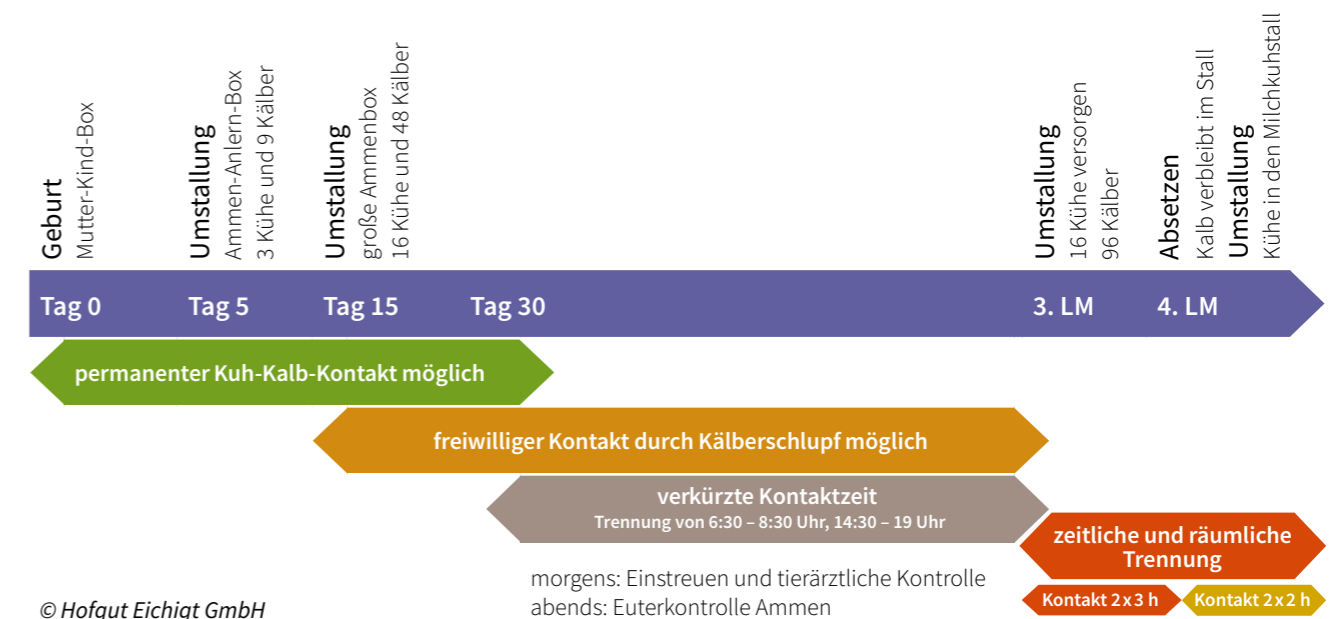 Geburt
Mutter-Kind-Box
Umstallung
Ammen-Anlern-Box
3 Kühe und 9 Kälber
Umstallung
große Ammenbox
16 Kühe und 48 Kälber
Umstallung
16 Kühe versorgen
96 Kälber
Absetzen
Kalb verbleibt im Stall
Umstallung
Kühe in den Milchkuhstall
Tag 0
Tag 5
Tag 15
Tag 30
3. LM
4. LM
permanenter Kuh-Kalb-Kontakt möglich
freiwilliger Kontakt durch Kälberschlupf möglich
verkürzte Kontaktzeit
Trennung von 6:30 – 8:30 Uhr, 14:30 – 19 Uhr
zeitliche und räumliche
Trennung
Kontakt 2 x 3 h
Kontakt 2 x 2 h
morgens: Einstreuen und tierärztliche Kontrolle
abends: Euterkontrolle Ammen
© Hofgut Eichigt GmbH